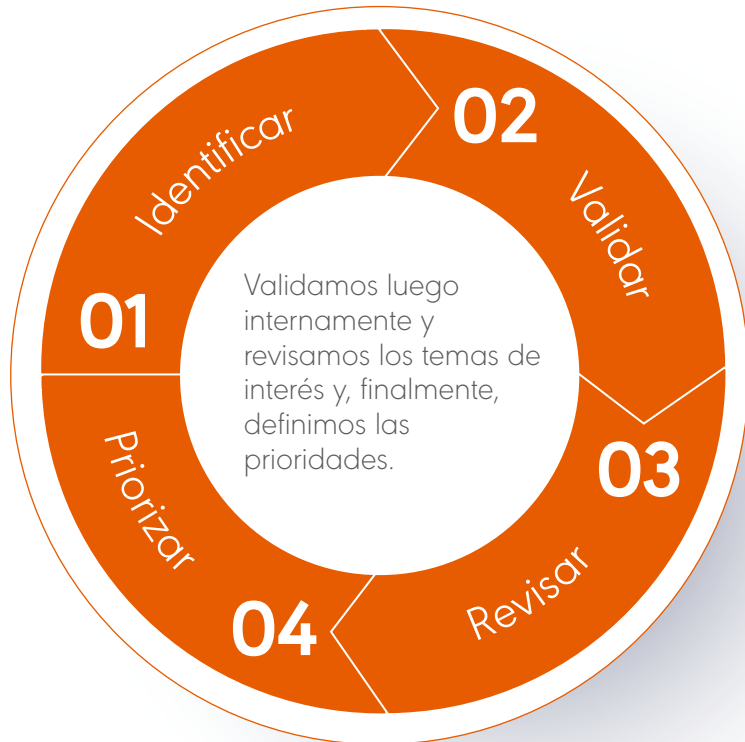 01
Identificar
02
Validar
03
Revisar
04
Priorizar
Validamos luego
internamente y
revisamos los temas de
interés y, finalmente,
definimos las
prioridades.